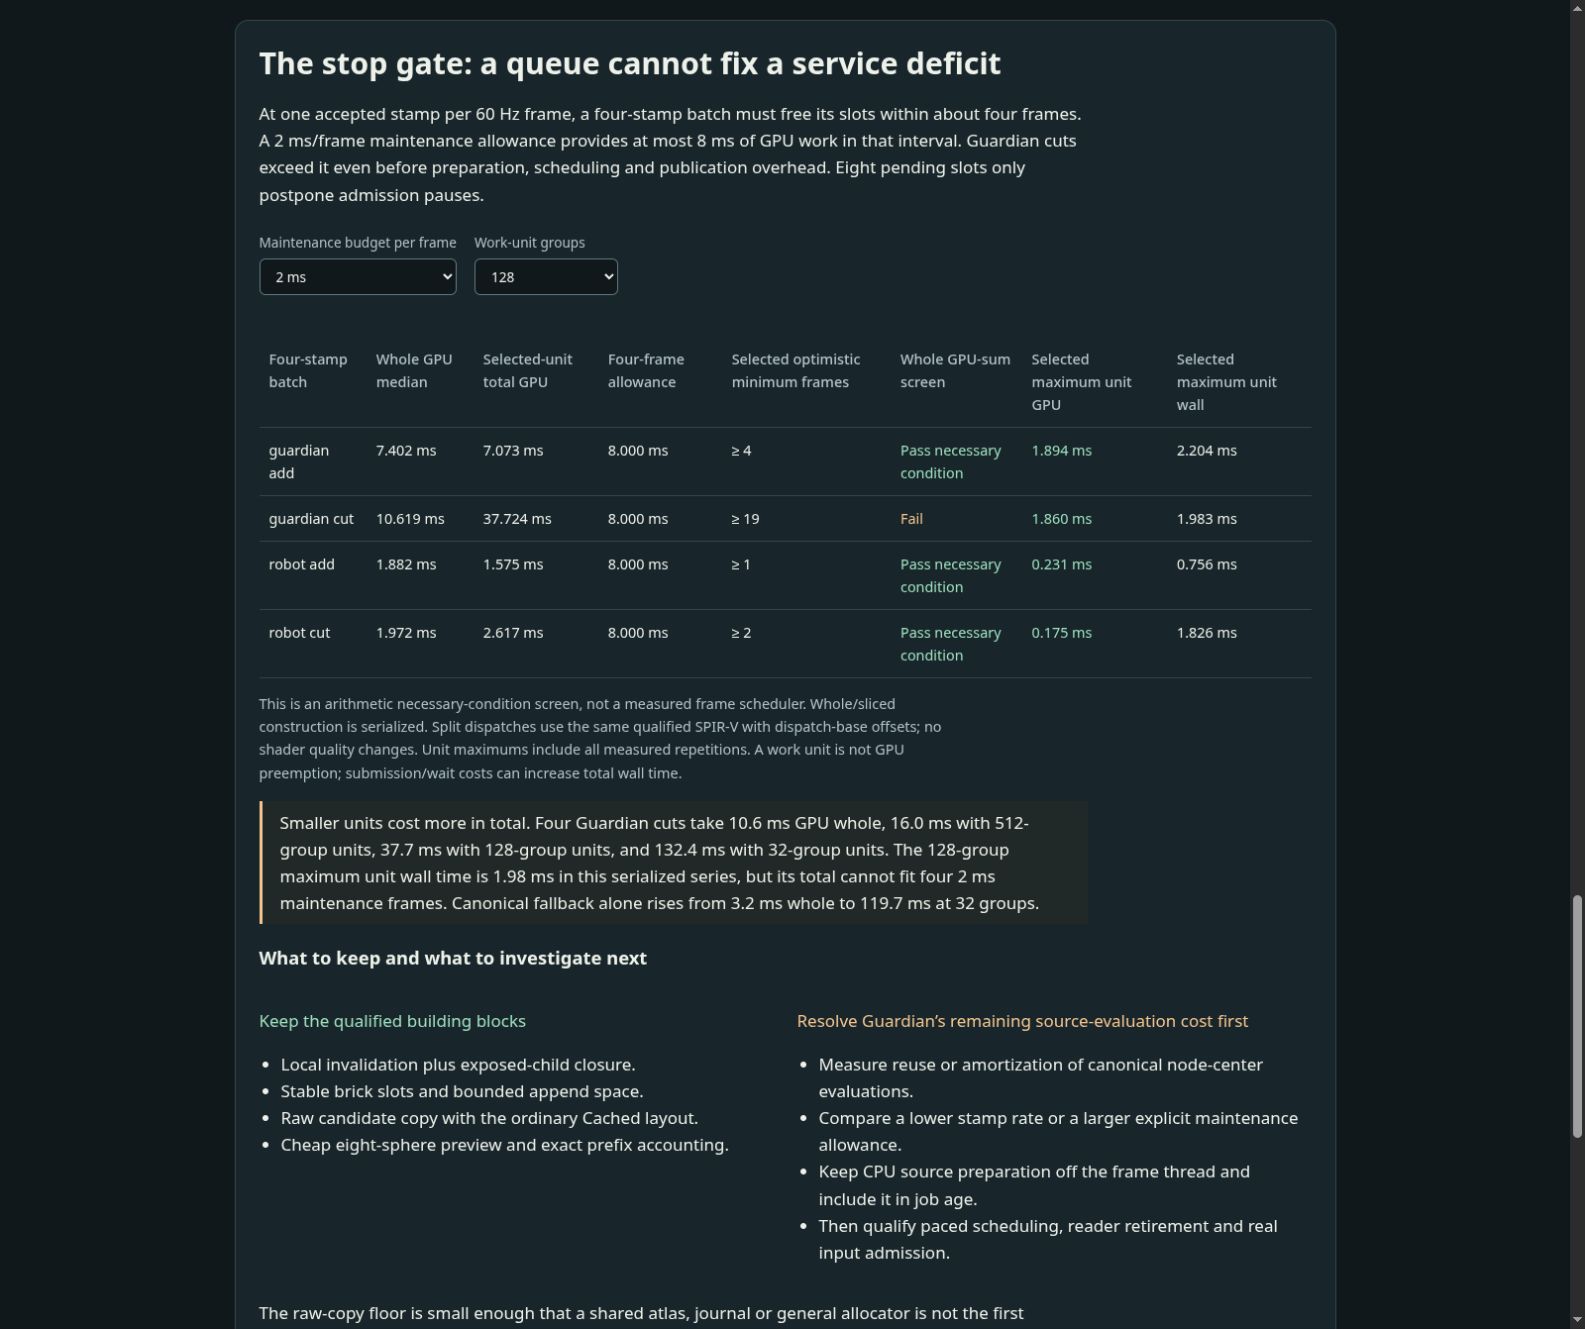 The stop gate: a queue cannot fix a service deficit
At one accepted stamp per 60 Hz frame, a four-stamp batch must free its slots within about four frames.
A 2 ms/frame maintenance allowance provides at most 8 ms of GPU work in that interval. Guardian cuts
exceed it even before preparation, scheduling and publication overhead. Eight pending slots only
postpone admission pauses.
Maintenance budget per frame Work-unit groups
2 ms 128
Four-stamp batch Whole GPU median Selected-unit total GPU Four-frame allowance Selected optimistic minimum frames Whole GPU-sum screen Selected maximum unit GPU Selected maximum unit wall
guardian add 7.402 ms 7.073 ms 8.000 ms ≥ 4 Pass necessary condition 1.894 ms 2.204 ms
guardian cut 10.619 ms 37.724 ms 8.000 ms ≥ 19 Fail 1.860 ms 1.983 ms
robot add 1.882 ms 1.575 ms 8.000 ms ≥ 1 Pass necessary condition 0.231 ms 0.756 ms
robot cut 1.972 ms 2.617 ms 8.000 ms ≥ 2 Pass necessary condition 0.175 ms 1.826 ms
This is an arithmetic necessary-condition screen, not a measured frame scheduler. Whole/sliced
construction is serialized. Split dispatches use the same qualified SPIR-V with dispatch-base offsets; no
shader quality changes. Unit maximums include all measured repetitions. A work unit is not GPU
preemption; submission/wait costs can increase total wall time.
Smaller units cost more in total. Four Guardian cuts take 10.6 ms GPU whole, 16.0 ms with 512-
group units, 37.7 ms with 128-group units, and 132.4 ms with 32-group units. The 128-group
maximum unit wall time is 1.98 ms in this serialized series, but its total cannot fit four 2 ms
maintenance frames. Canonical fallback alone rises from 3.2 ms whole to 119.7 ms at 32 groups.
What to keep and what to investigate next
Keep the qualified building blocks
• Local invalidation plus exposed-child closure.
• Stable brick slots and bounded append space.
• Raw candidate copy with the ordinary Cached layout.
• Cheap eight-sphere preview and exact prefix accounting.
Resolve Guardian’s remaining source-evaluation cost first
• Measure reuse or amortization of canonical node-center
evaluations.
• Compare a lower stamp rate or a larger explicit maintenance
allowance.
• Keep CPU source preparation off the frame thread and
include it in job age.
• Then qualify paced scheduling, reader retirement and real
input admission.
The raw-copy floor is small enough that a shared atlas, journal or general allocator is not the first